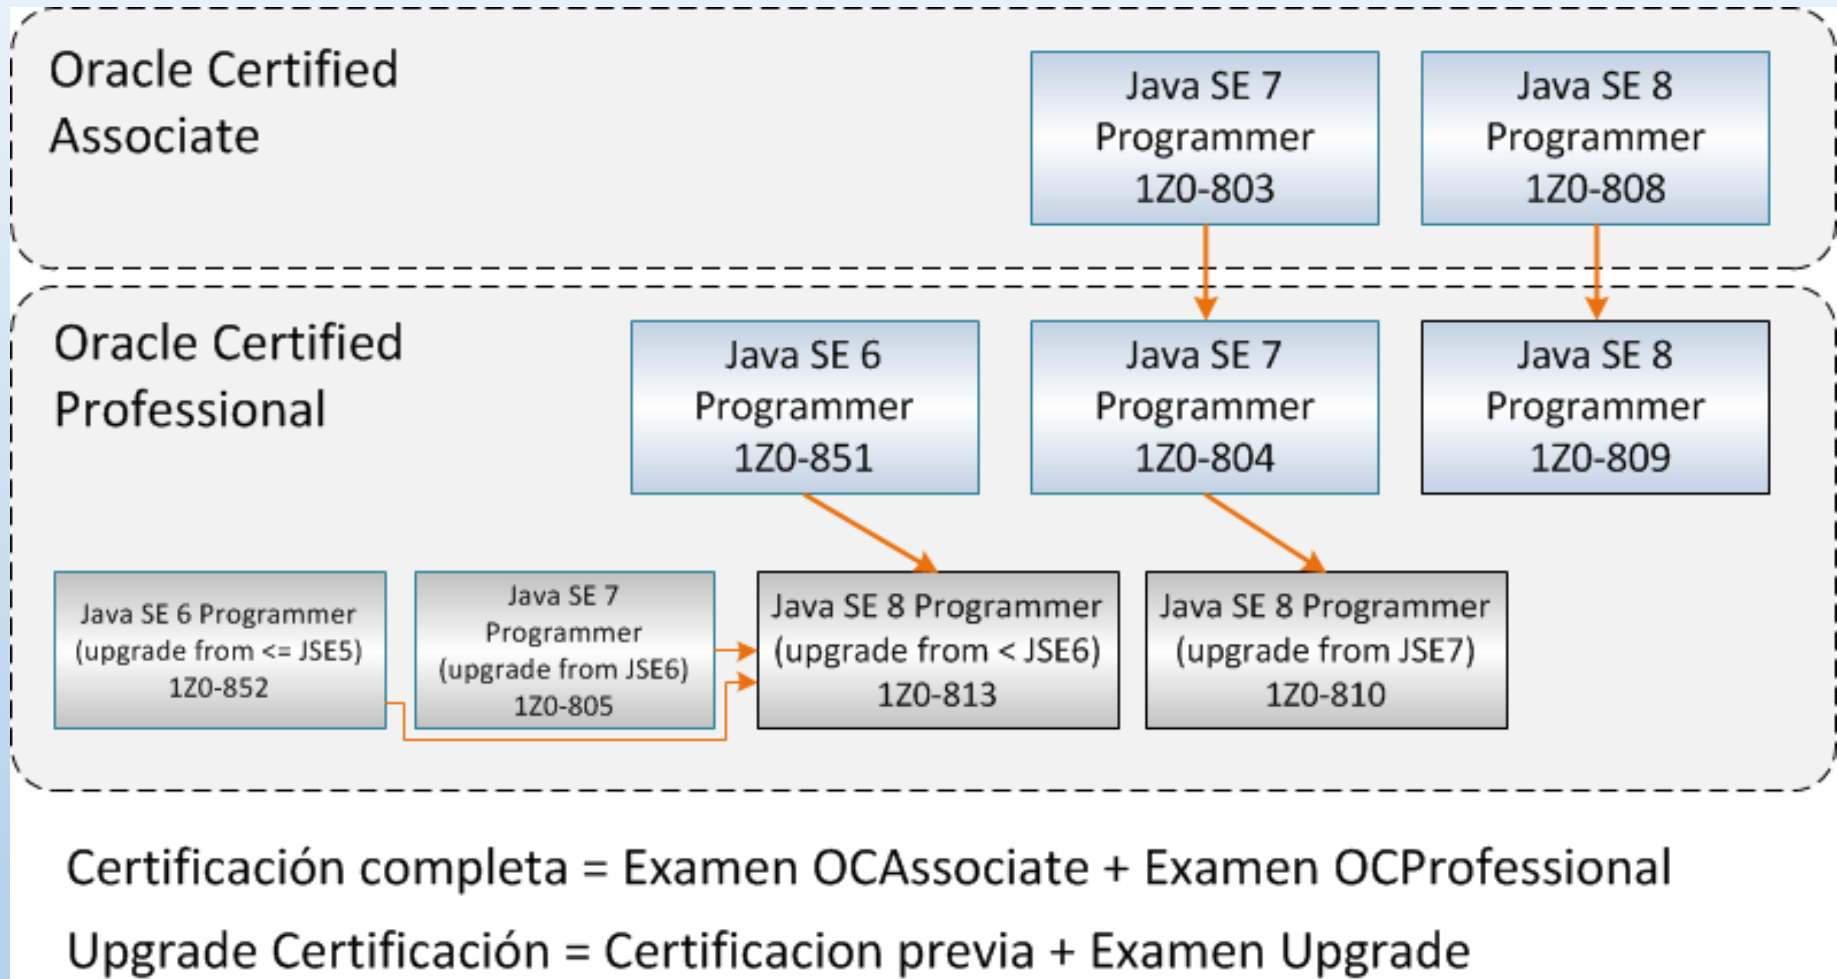 Oracle Certified
Associate
Java SE 7
Programmer
1Z0-803
Java SE 8
Programmer
1Z0-808
Oracle Certified
Professional
Java SE 6
Programmer
1Z0-851
Java SE 7
Programmer
1Z0-804
Java SE 8
Programmer
1Z0-809
Java SE 6 Programmer
(upgrade from <= JSE5)
1Z0-852
Java SE 7
Programmer
(upgrade from JSE6)
1Z0-805
Java SE 8 Programmer
(upgrade from < JSE6)
1Z0-813
Java SE 8 Programmer
(upgrade from JSE7)
1Z0-810
Certificación completa = Examen OCAssociate + Examen OCProfessional
Upgrade Certificación = Certificacion previa + Examen Upgrade